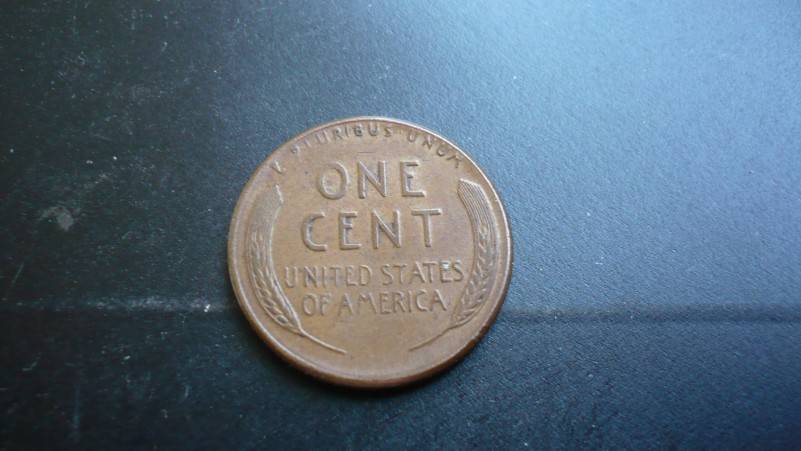 E PLURIBUS UNUM
ONE
CENT
UNITED STATES
OF AMERICA